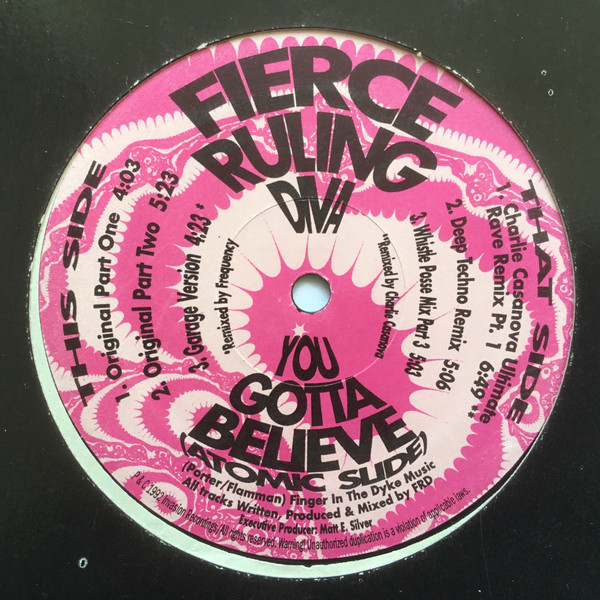 FIERCE
RULING
DIVA
THIS SIDE
1. Original Part One 4:03
2. Original Part Two 5:23
3. Garage Version 4:23 *
*Remixed by Frequency
THAT SIDE
1. Charlie Casanova Ultimate
Rave Remix Pt. 1 6:49 **
2. Deep Techno Remix 5:06
3. Whistle Posse Mix Part 3 5:03
**Remixed by Charlie Casanova
YOU
GOTTA
BELIEVE
(ATOMIC SLIDE)
(Porter/Flamman) Finger In The Dyke Music
All tracks Written, Produced & Mixed by FRD
Executive Producer: Matt E. Silver
P & C 1992 Invasion Recordings. All rights reserved. Warning! Unauthorized duplication is a violation of applicable laws.